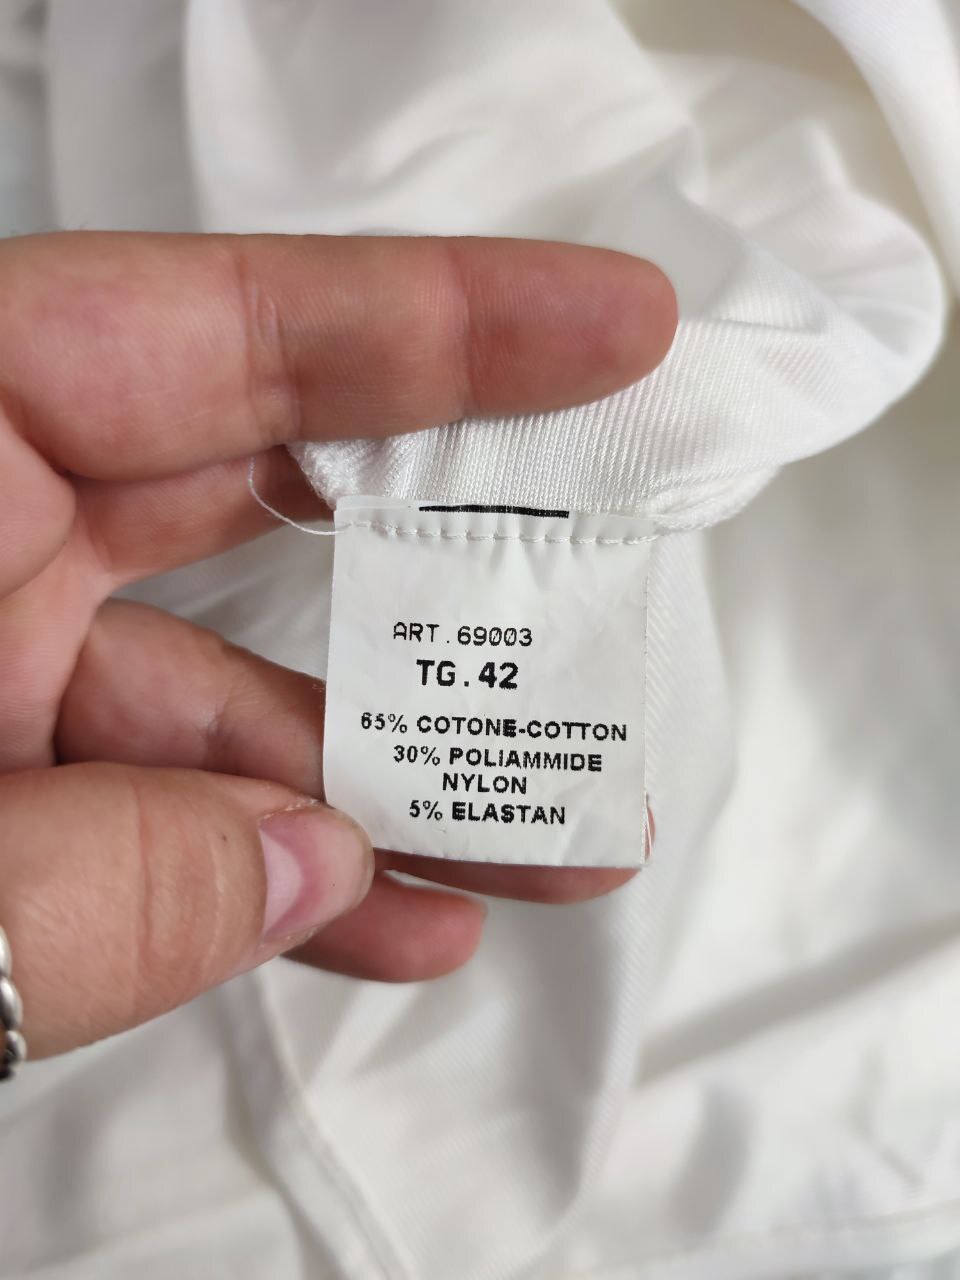 ART.69003
TG.42
65% COTONE-COTTON
30% POLIAMMIDE
NYLON
5% ELASTAN